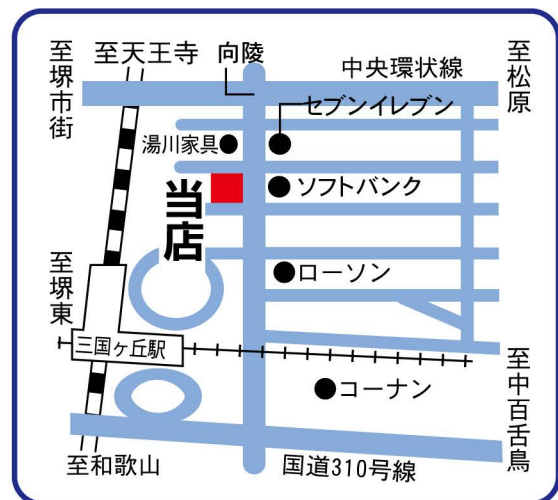 至堺市街
至天王寺
向陵
中央環状線
至松原
セブンイレブン
湯川家具
ソフトバンク
当店
至堺東
ローソン
三国ヶ丘駅
至中百舌鳥
コーナン
至和歌山
国道310号線